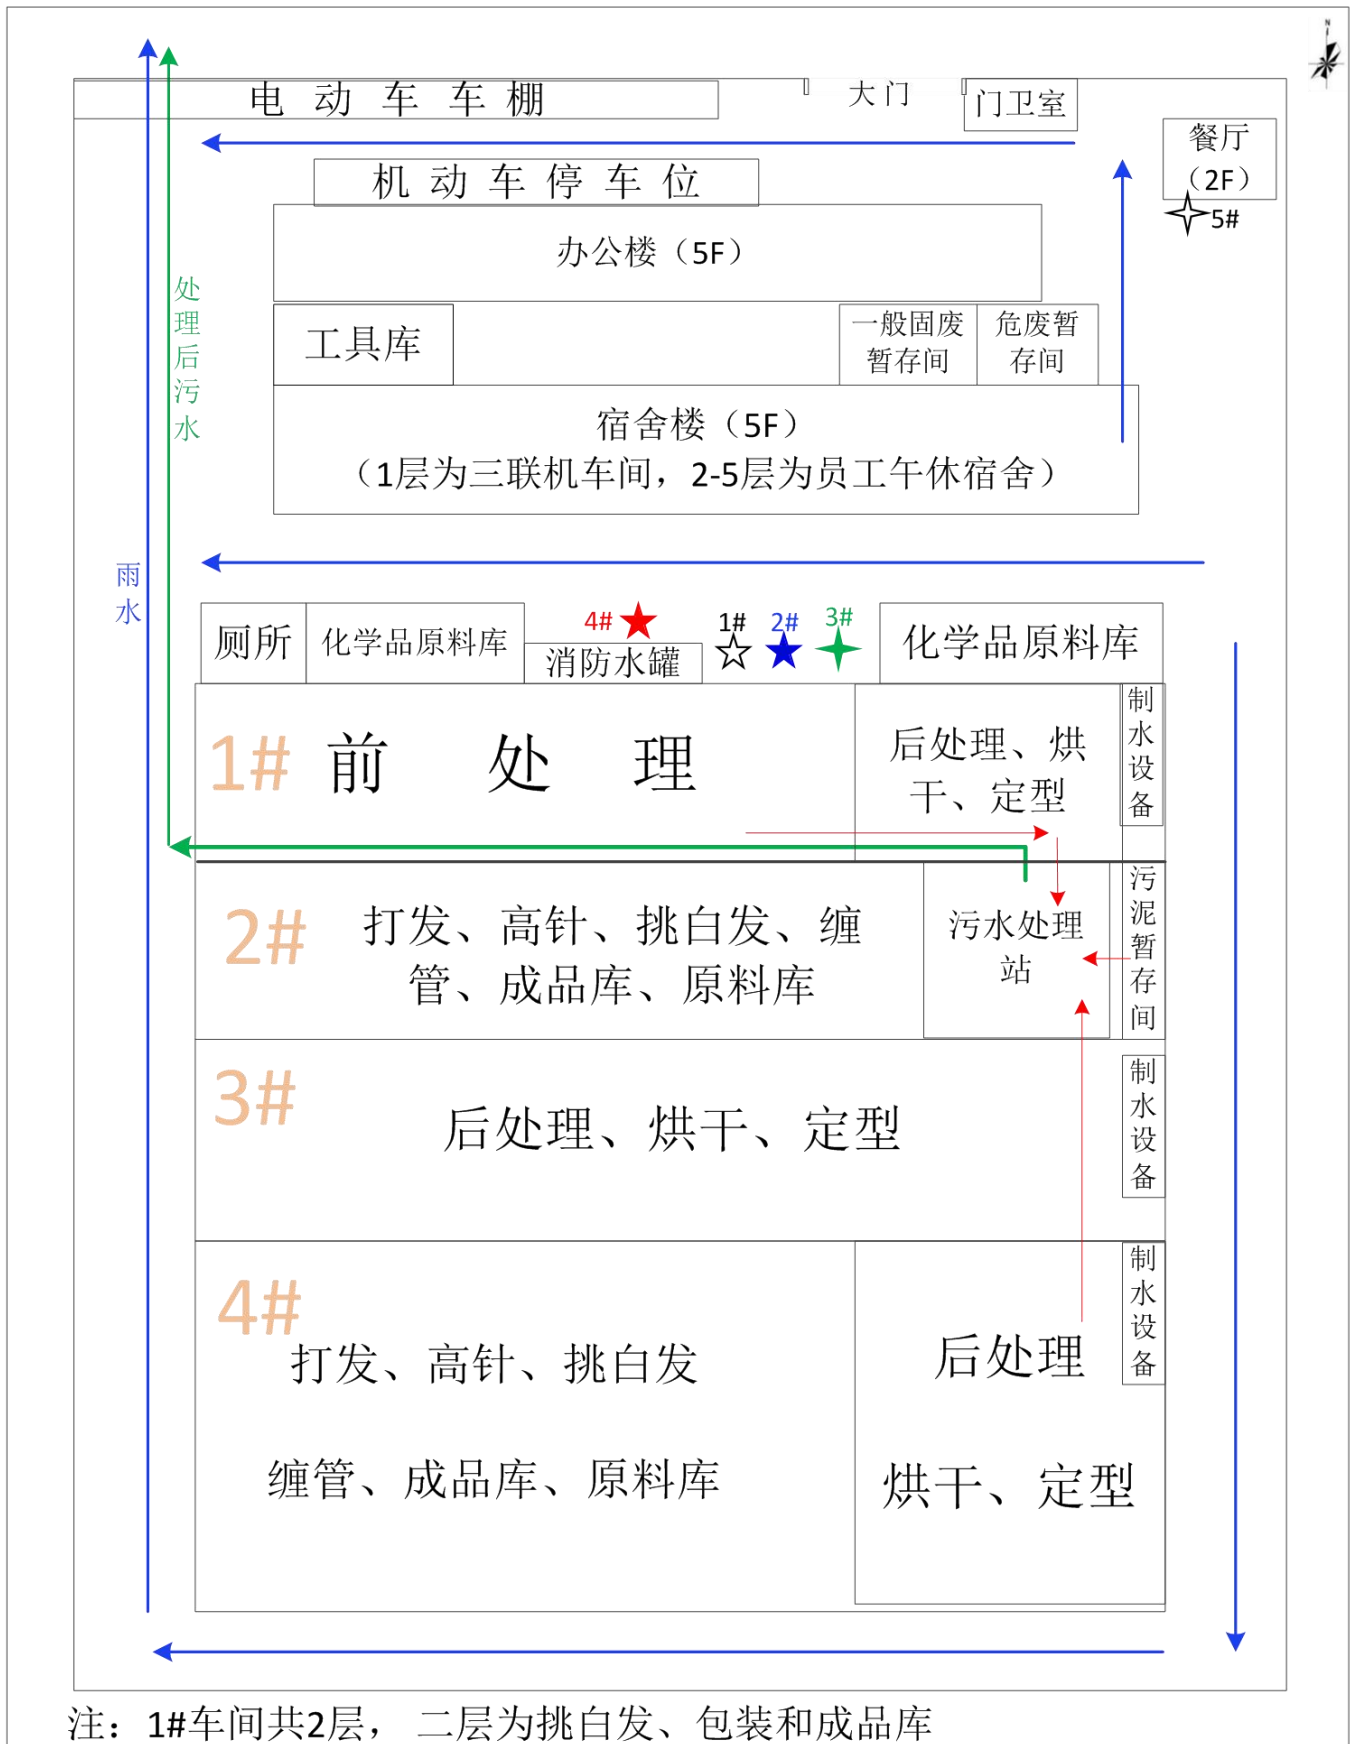 N
电动车车棚
大门
门卫室
餐厅
（2F）
5#
机动车停车位
办公楼（5F）
处理后污水
工具库
一般固废
暂存间
危废暂
存间
宿舍楼（5F）
（1层为三联机车间，2-5层为员工午休宿舍）
雨水
厕所
化学品原料库
4#
消防水罐
1#
2#
3#
化学品原料库
1#
前处理
后处理、烘
干、定型
制水设备
2#
打发、高针、挑白发、缠
管、成品库、原料库
污水处理
站
污泥暂存间
3#
后处理、烘干、定型
制水设备
4#
打发、高针、挑白发
缠管、成品库、原料库
后处理
烘干、定型
制水设备
注：1#车间共2层， 二层为挑白发、包装和成品库